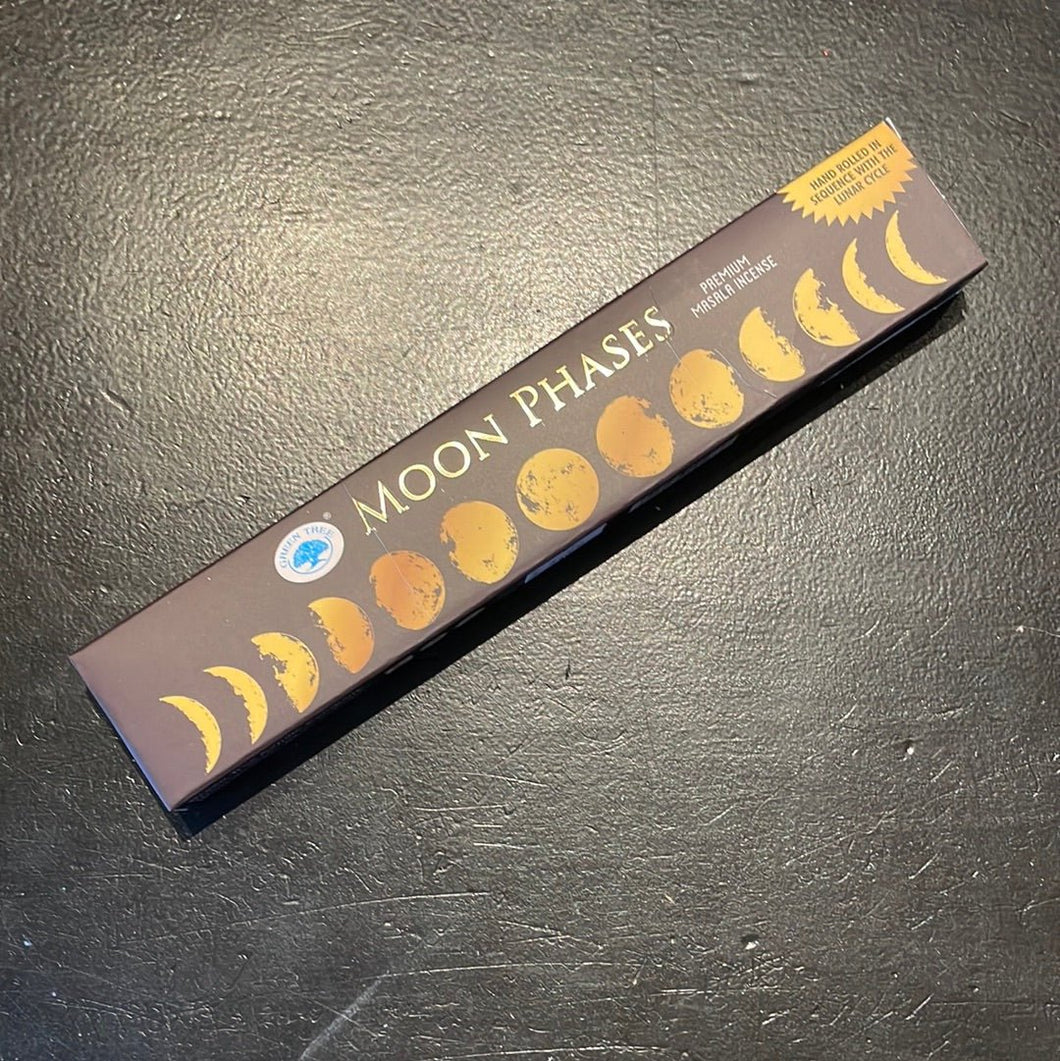 GREEN TREE
®
MOON PHASES
PREMIUM
MASALA INCENSE
HAND ROLLED IN
SEQUENCE WITH THE
LUNAR CYCLE